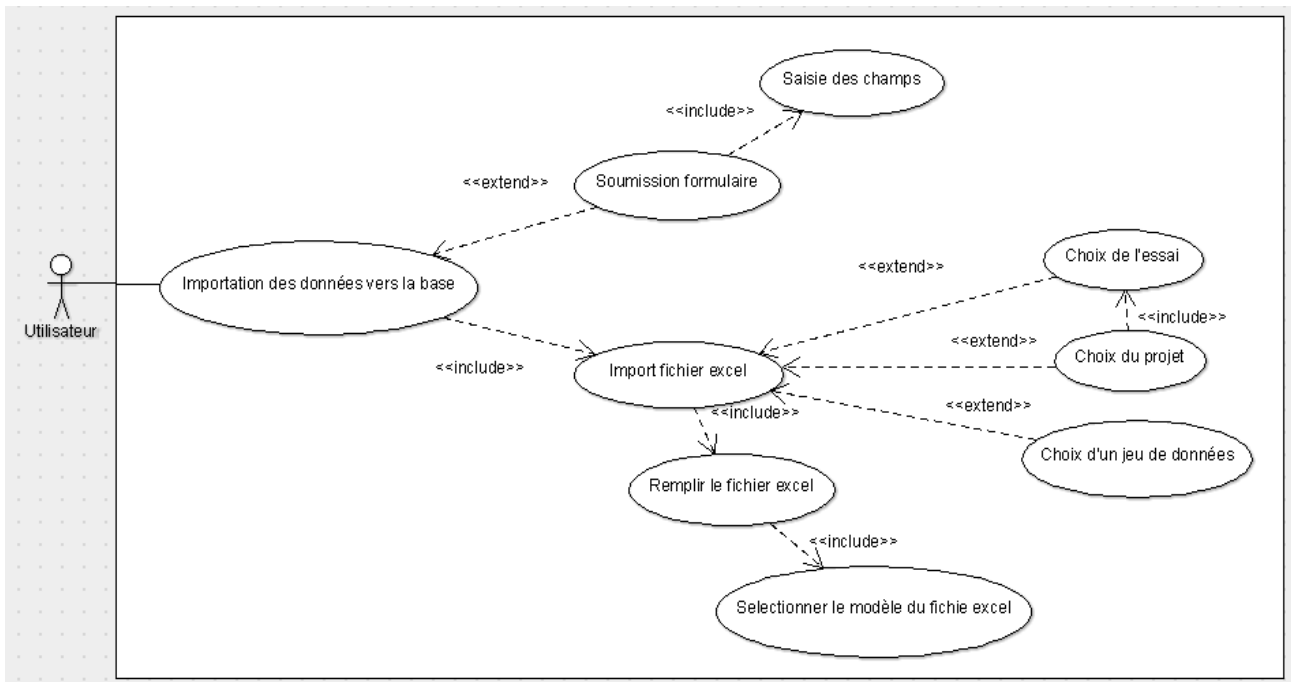 Saisie des champs
<<include>>
Soumission formulaire
<<extend>>
Choix de l'essai
<<extend>>
Importation des données vers la base
<<include>>
Utilisateur
<<extend>>
Choix du projet
<<include>>
Import fichier excel
<<extend>>
<<include>>
Choix d'un jeu de données
Remplir le fichier excel
<<include>>
Selectionner le modèle du fichie excel